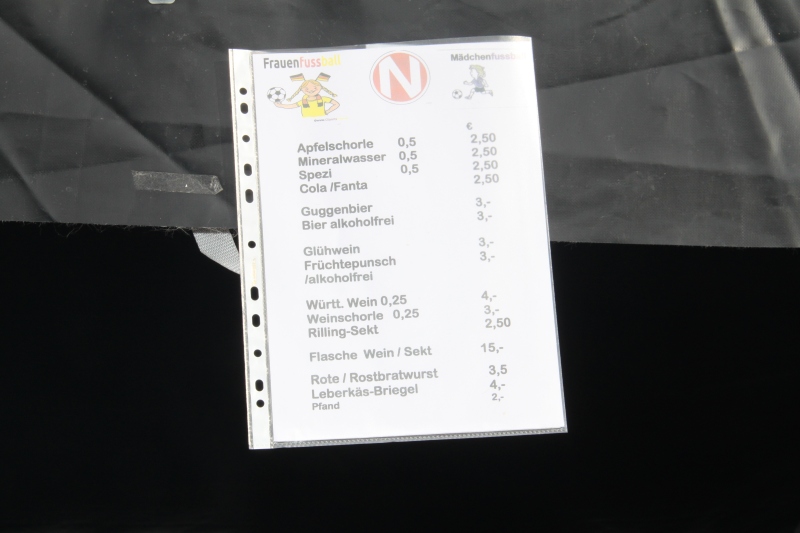 Frauenfussball
N
Mädchenfussball
€
Apfelschorle 0,5 2,50
Mineralwasser 0,5 2,50
Spezi 0,5 2,50
Cola /Fanta 2,50
Guggenbier 3,-
Bier alkoholfrei 3,-
Glühwein 3,-
Früchtepunsch 3,-
/alkoholfrei
Württ. Wein 0,25 4,-
Weinschorle 0,25 3,-
Rilling-Sekt 2,50
Flasche Wein / Sekt 15,-
Rote / Rostbratwurst 3,5
Leberkäs-Briegel 4,-
Pfand 2,-